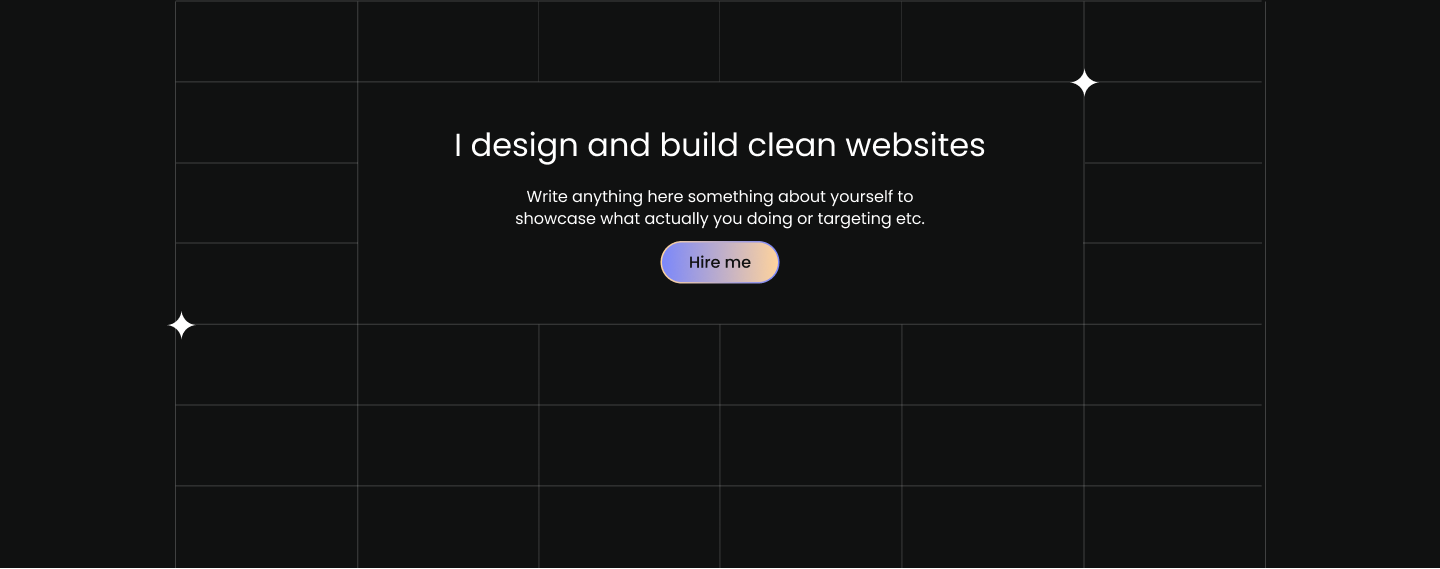 I design and build clean websites
Write anything here something about yourself to
showcase what actually you doing or targeting etc.
Hire me